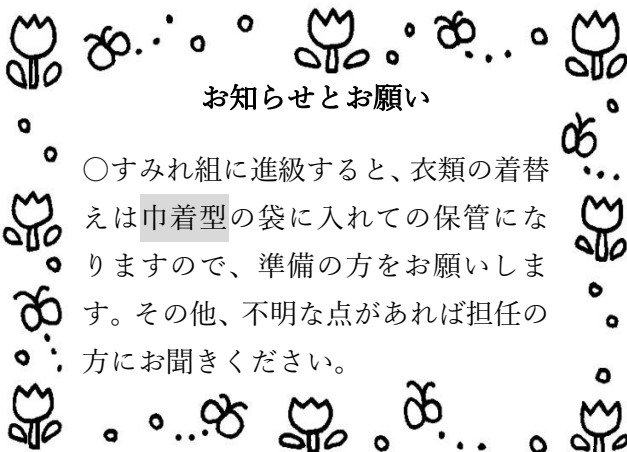 お知らせとお願い
〇すみれ組に進級すると、衣類の着替
えは巾着型の袋に入れての保管にな
りますので、準備の方をお願いしま
す。その他、不明な点があれば担任の
方にお聞きください。